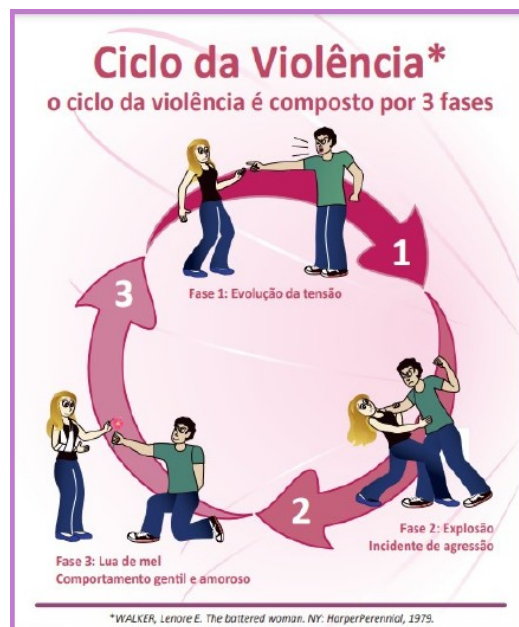 Ciclo da Violência*
o ciclo da violência é composto por 3 fases
1
3
Fase 1: Evolução da tensão
2
Fase 2: Explosão
Incidente de agressão
Fase 3: Lua de mel
Comportamento gentil e amoroso
*WALKER, Lenore E. The battered woman. NY: HarperPerennial, 1979.